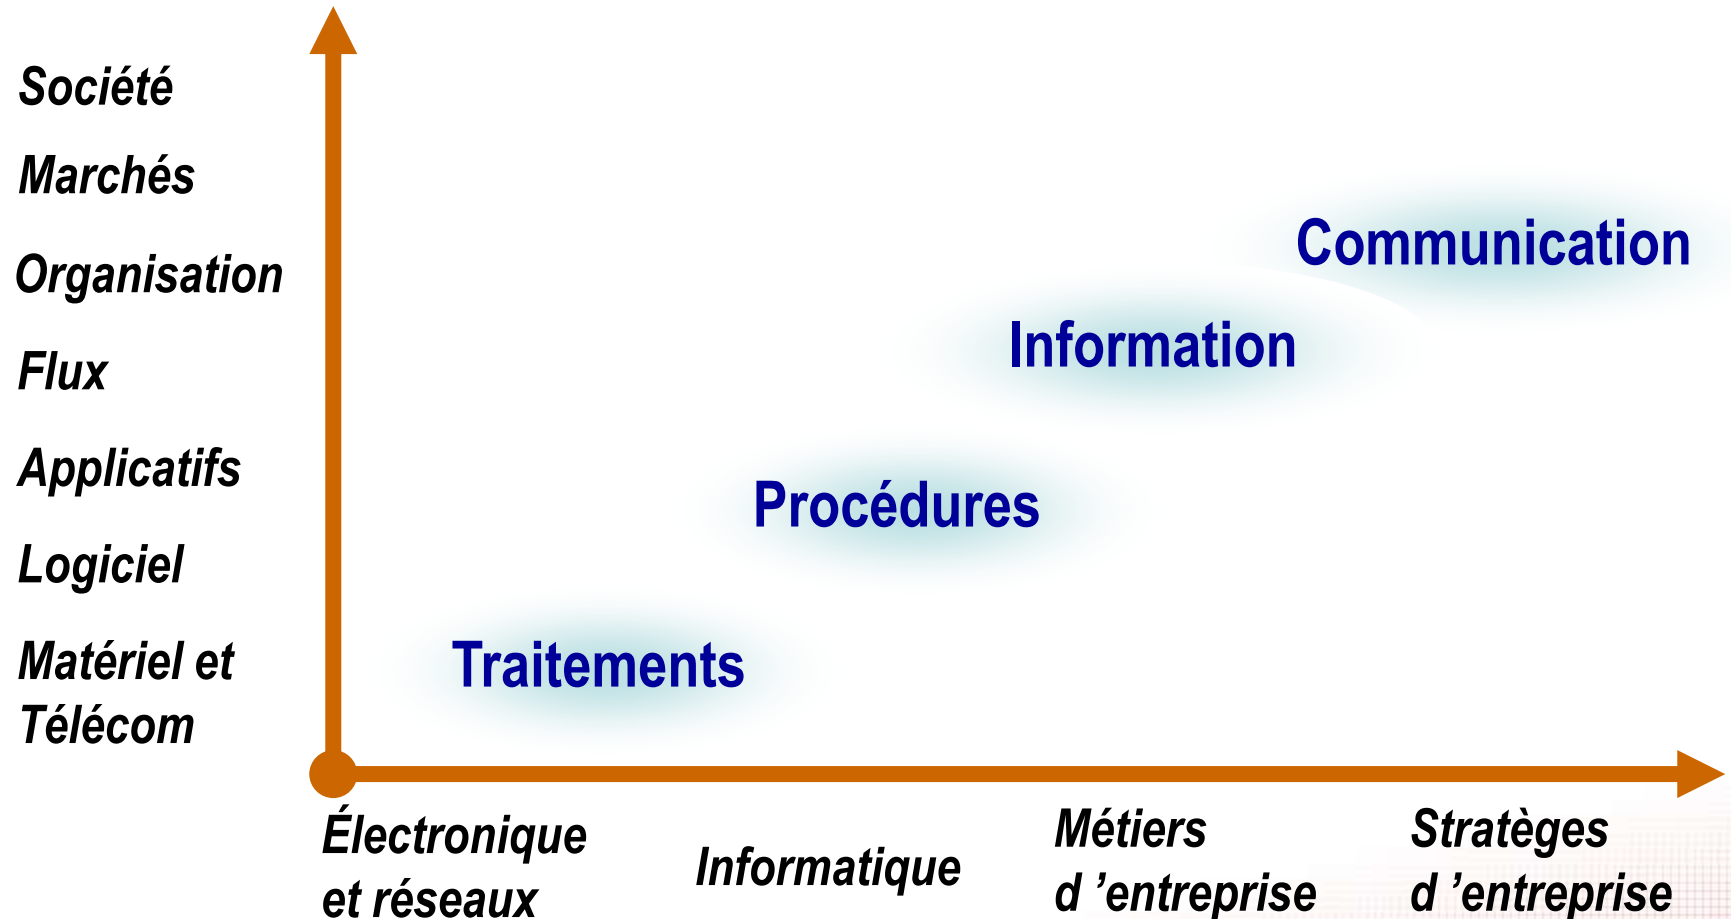 Société
Marchés
Communication
Organisation
Information
Flux
Applicatifs
Procédures
Logiciel
Matériel et
Télécom
Traitements
Électronique
et réseaux
Informatique
Métiers
d ’entreprise
Stratèges
d ’entreprise